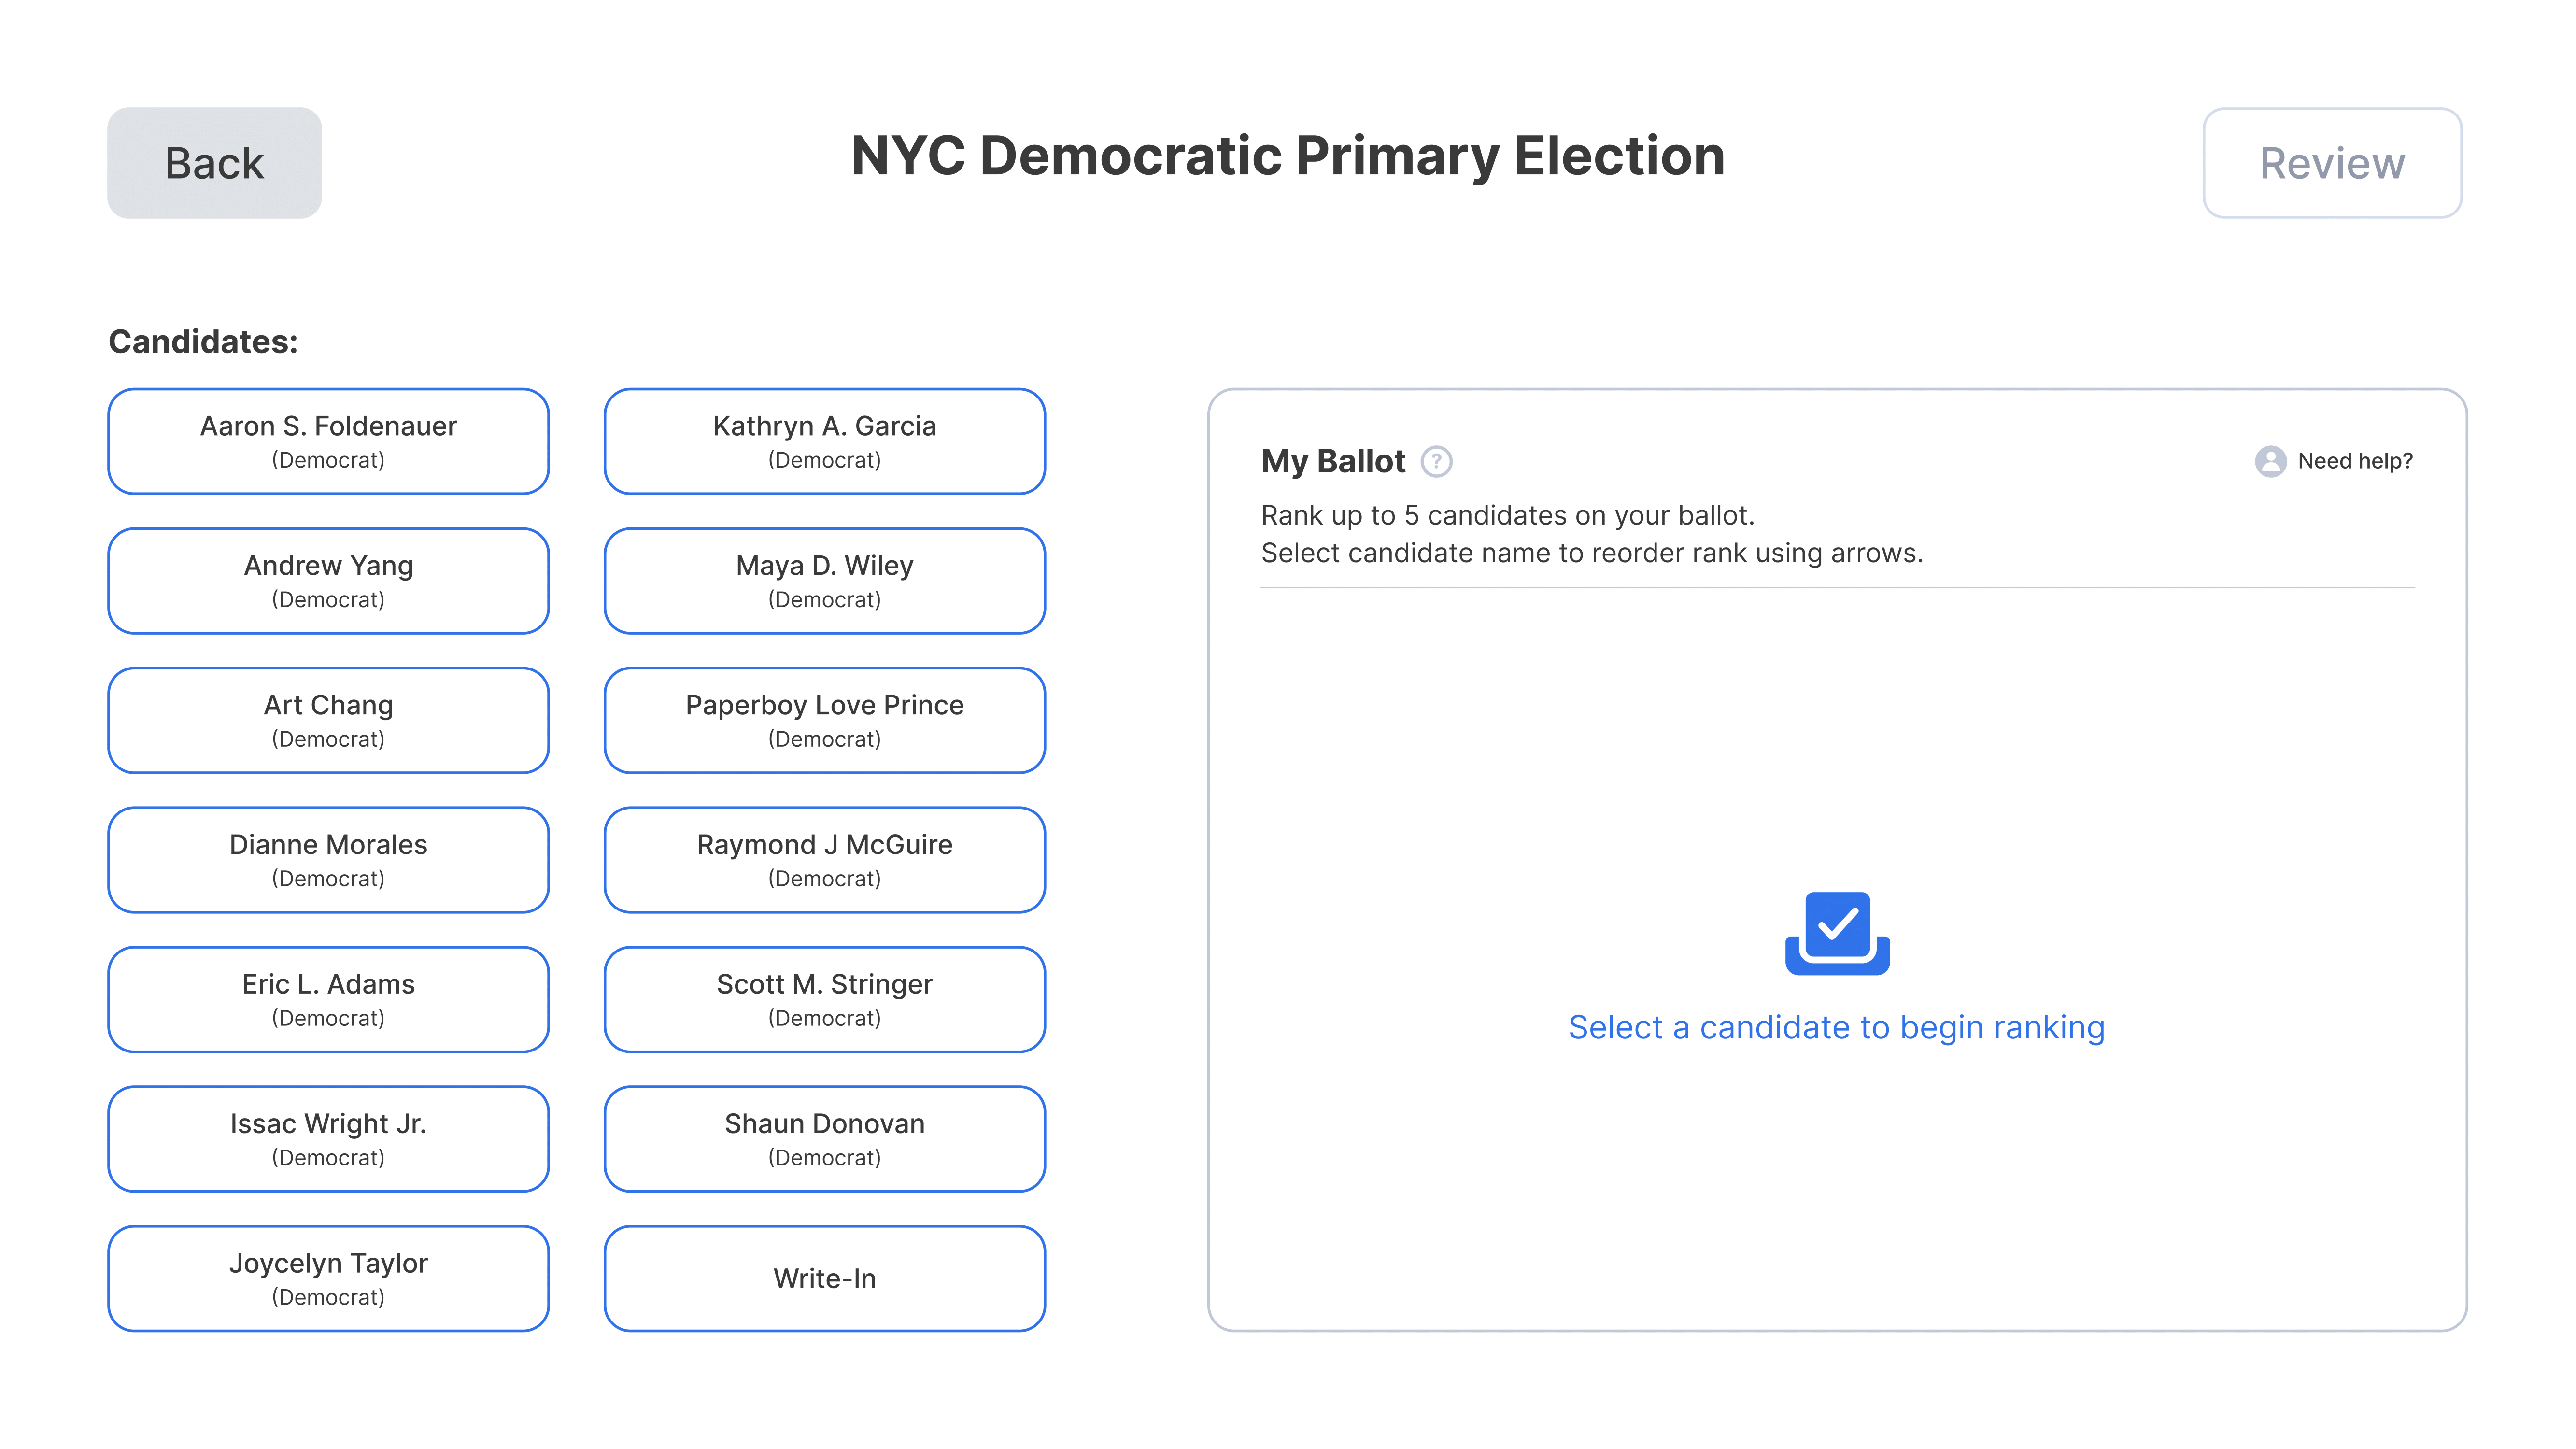 Back
NYC Democratic Primary Election
Review
Candidates:
Aaron S. Foldenauer
(Democrat)
Kathryn A. Garcia
(Democrat)
Andrew Yang
(Democrat)
Maya D. Wiley
(Democrat)
Art Chang
(Democrat)
Paperboy Love Prince
(Democrat)
Dianne Morales
(Democrat)
Raymond J McGuire
(Democrat)
Eric L. Adams
(Democrat)
Scott M. Stringer
(Democrat)
Issac Wright Jr.
(Democrat)
Shaun Donovan
(Democrat)
Joycelyn Taylor
(Democrat)
Write-In
My Ballot ?
Need help?
Rank up to 5 candidates on your ballot.
Select candidate name to reorder rank using arrows.
Select a candidate to begin ranking